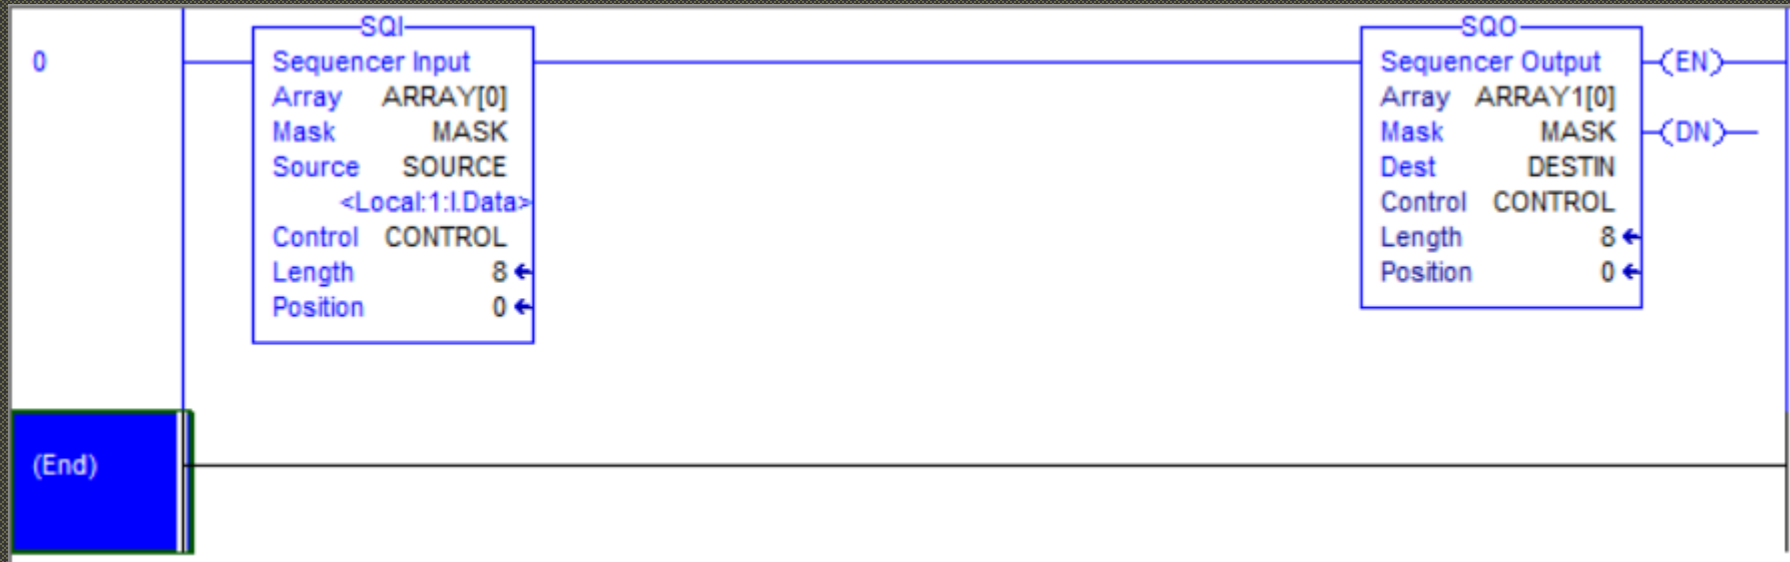 0
SQI
Sequencer Input
Array ARRAY[0]
Mask MASK
Source SOURCE
<Local:1:I.Data>
Control CONTROL
Length 8
Position 0
SQO
Sequencer Output
Array ARRAY1[0]
Mask MASK
Dest DESTIN
Control CONTROL
Length 8
Position 0
(EN)
(DN)
(End)